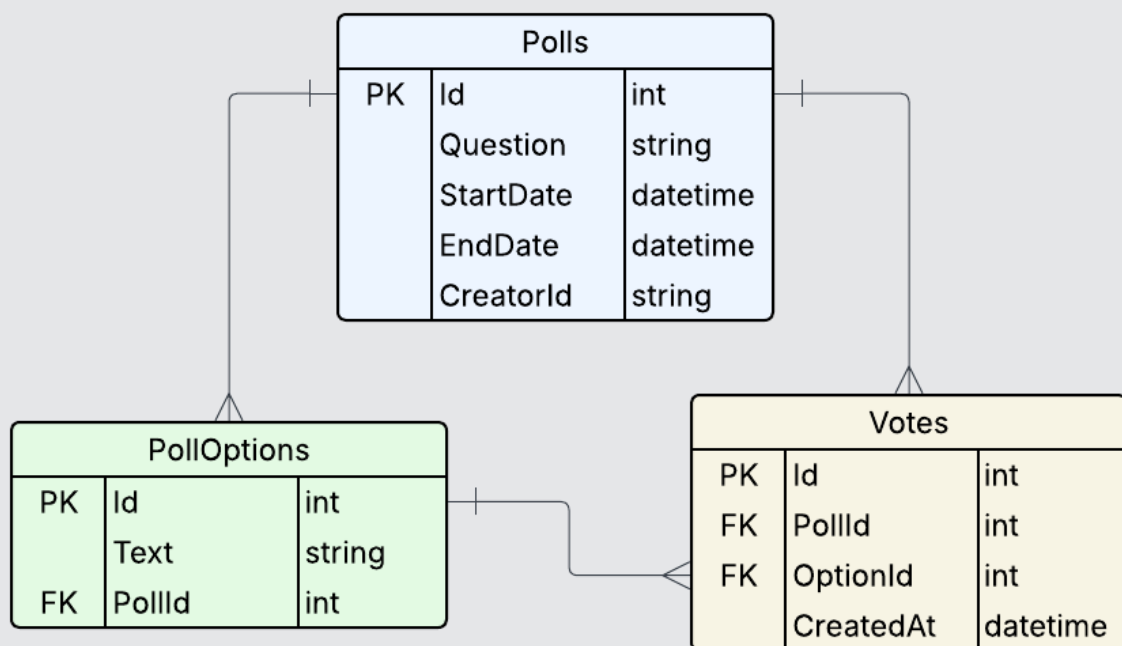 Polls
PK Id int
Question string
StartDate datetime
EndDate datetime
CreatorId string
PollOptions
PK Id int
Text string
FK PollId int
Votes
PK Id int
FK PollId int
FK OptionId int
CreatedAt datetime